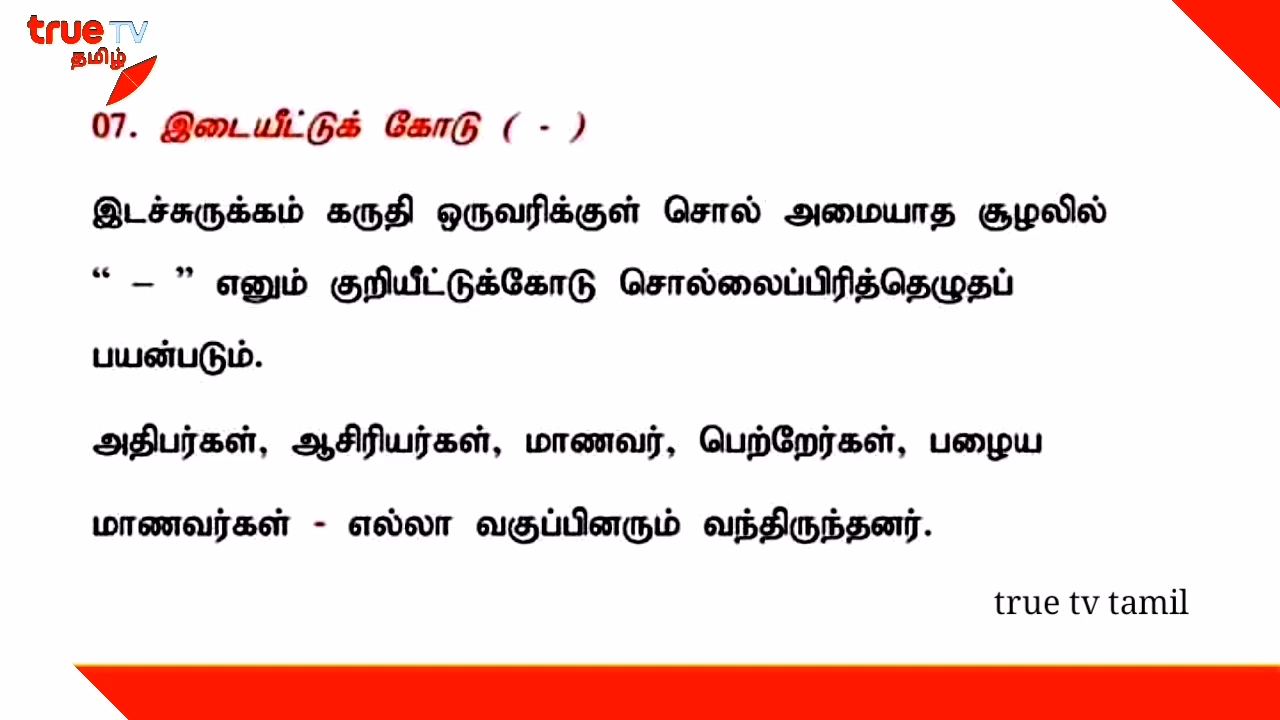 true TV
தமிழ்
07. இடையீட்டுக் கோடு ( - )
இடச்சுருக்கம் கருதி ஒருவரிக்குள் சொல் அமையாத சூழலில்
“ – ” எனும் குறியீட்டுக்கோடு சொல்லைப்பிரித்தெழுதப்
பயன்படும்.
அதிபர்கள், ஆசிரியர்கள், மாணவர், பெற்றேர்கள், பழைய
மாணவர்கள் - எல்லா வகுப்பினரும் வந்திருந்தனர்.
true tv tamil